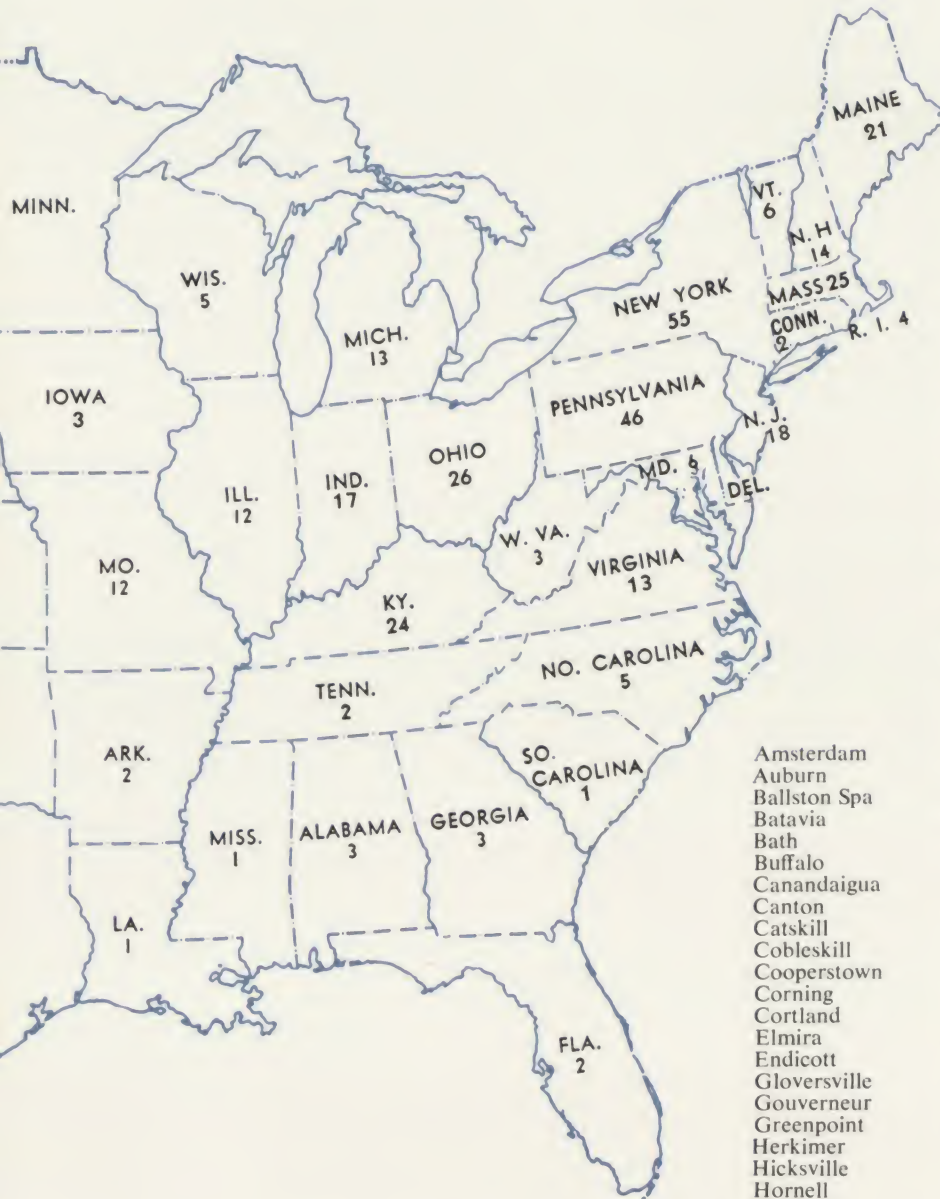 MAINE
21
VT.
6
N. H
14
MINN.
WIS.
5
MASS 25
NEW YORK
55
CONN.
2
R. I. 4
MICH.
13
IOWA
3
PENNSYLVANIA
46
N. J.
18
OHIO
26
MD. 6
DEL.
ILL.
12
IND.
17
W. VA.
3
VIRGINIA
13
MO.
12
KY.
24
NO. CAROLINA
5
TENN.
2
ARK.
2
SO.
CAROLINA
1
MISS.
1
ALABAMA
3
GEORGIA
3
LA.
1
FLA.
2
Amsterdam
Auburn
Ballston Spa
Batavia
Bath
Buffalo
Canandaigua
Canton
Catskill
Cobleskill
Cooperstown
Corning
Cortland
Elmira
Endicott
Gloversville
Gouverneur
Greenpoint
Herkimer
Hicksville
Hornell